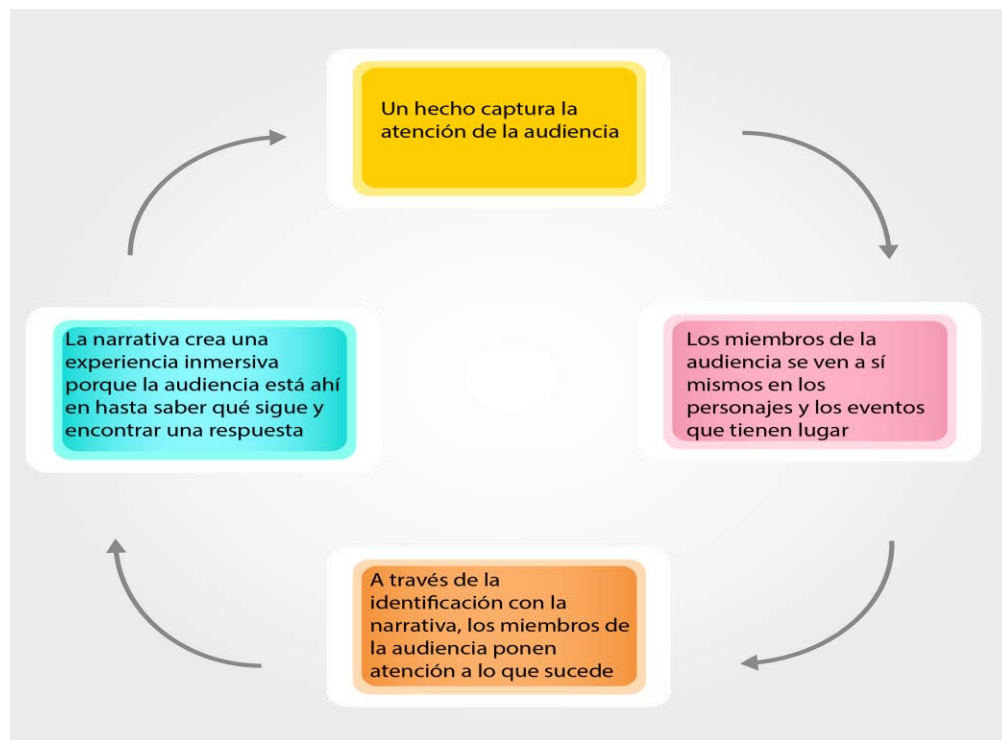 Un hecho captura la
atención de la audiencia
Los miembros de la
audiencia se ven a sí
mismos en los
personajes y los eventos
que tienen lugar
A través de la
identificación con la
narrativa, los miembros de
la audiencia ponen
atención a lo que sucede
La narrativa crea una
experiencia inmersiva
porque la audiencia está ahí
en hasta saber qué sigue y
encontrar una respuesta